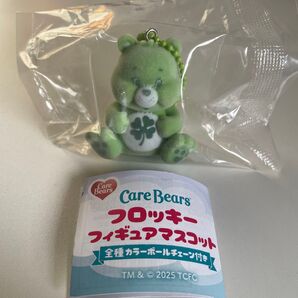 Care Bears
Care Bears
フロッキー
フィギュアマスコット
全種カラーボールチェーン付き
TM & © 2025 TCFC